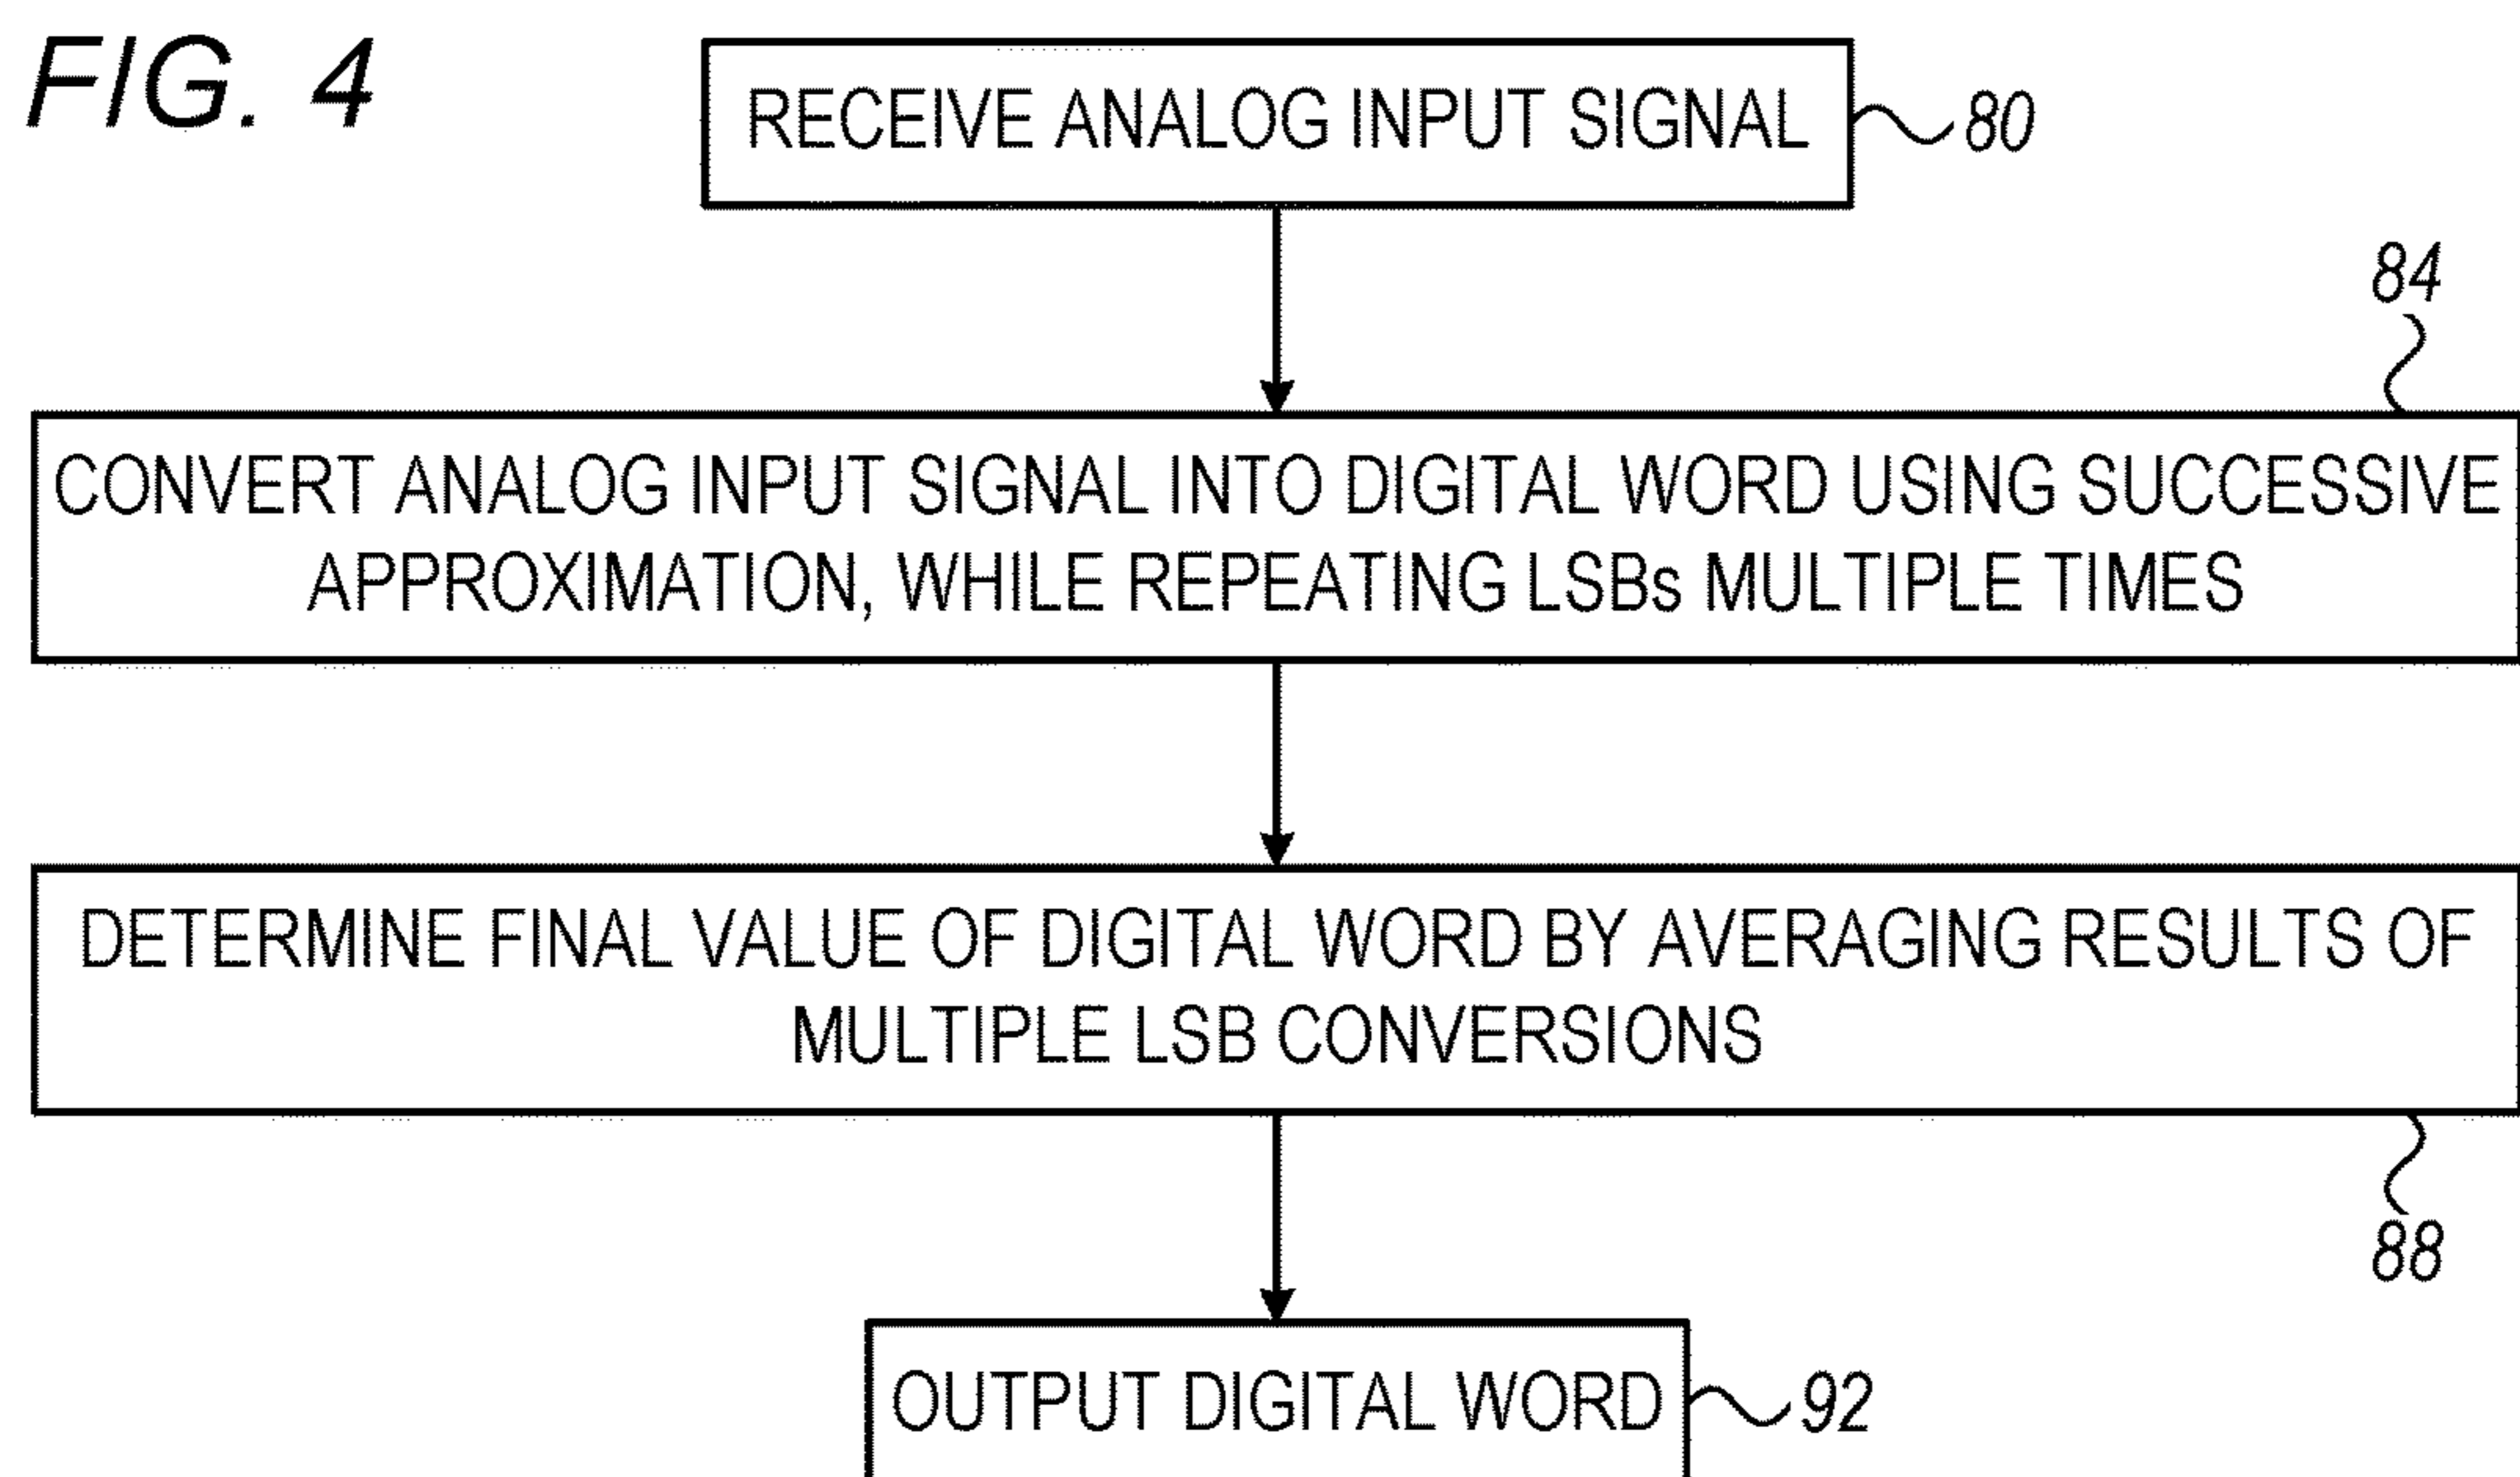 FIG. 4
RECEIVE ANALOG INPUT SIGNAL
80
84
CONVERT ANALOG INPUT SIGNAL INTO DIGITAL WORD USING SUCCESSIVE
APPROXIMATION, WHILE REPEATING LSBs MULTIPLE TIMES
DETERMINE FINAL VALUE OF DIGITAL WORD BY AVERAGING RESULTS OF
MULTIPLE LSB CONVERSIONS
88
OUTPUT DIGITAL WORD
92